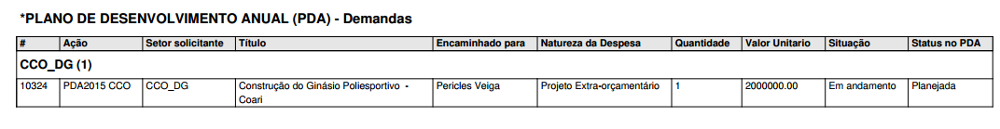 *PLANO DE DESENVOLVIMENTO ANUAL (PDA) - Demandas
# Ação Setor solicitante Título Encaminhado para Natureza da Despesa Quantidade Valor Unitario Situação Status no PDA
CCO_DG (1)
10324 PDA2015 CCO CCO_DG Construção do Ginásio Poliesportivo - Pericles Veiga Projeto Extra-orçamentário 1 2000000.00 Em andamento Planejada
Coari